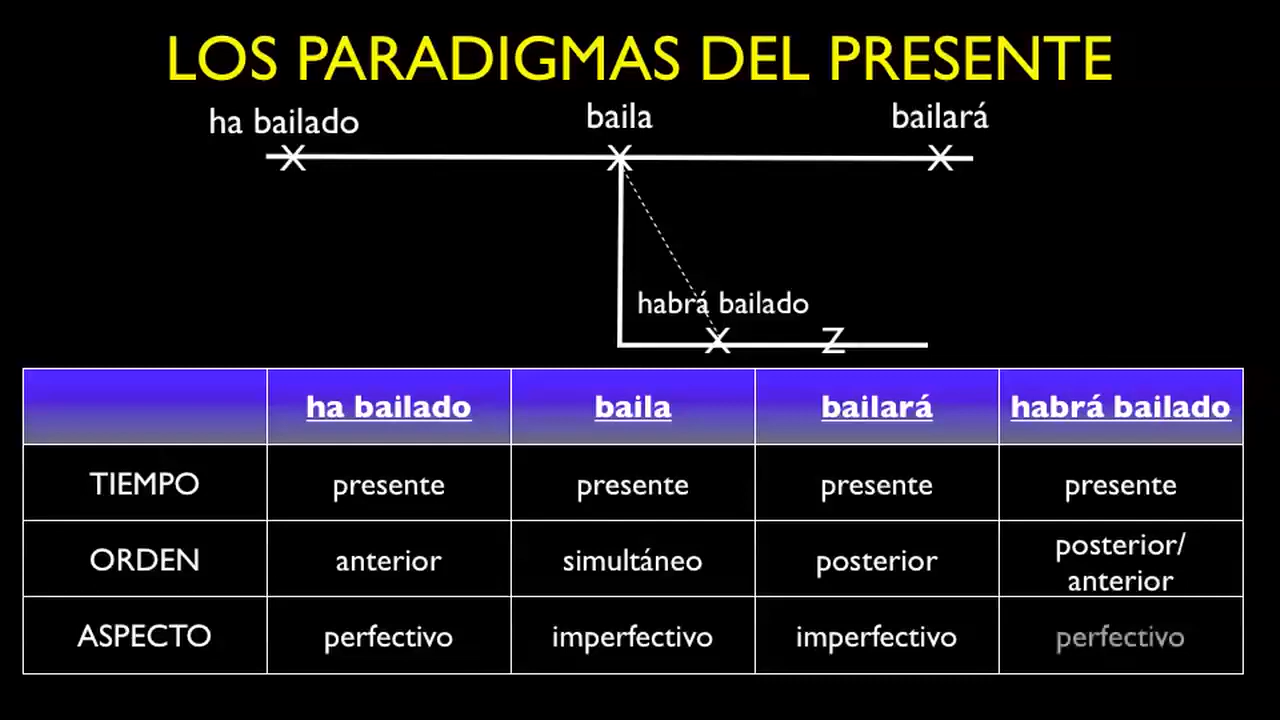 LOS PARADIGMAS DEL PRESENTE
ha bailado baila bailará
X X X
habrá bailado
X Z
ha bailado baila bailará habrá bailado
TIEMPO presente presente presente presente
ORDEN anterior simultáneo posterior posterior/
anterior
ASPECTO perfectivo imperfectivo imperfectivo perfectivo